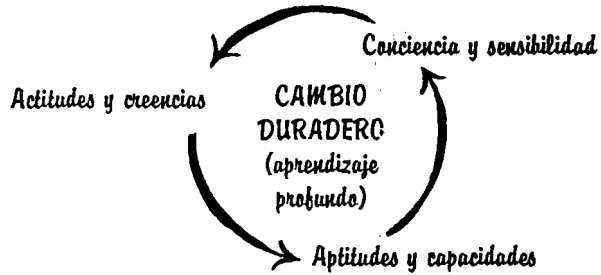 Conciencia y sensibilidad
Actitudes y creencias
CAMBIO
DURADERO
(aprendizaje
profundo)
Aptitudes y capacidades